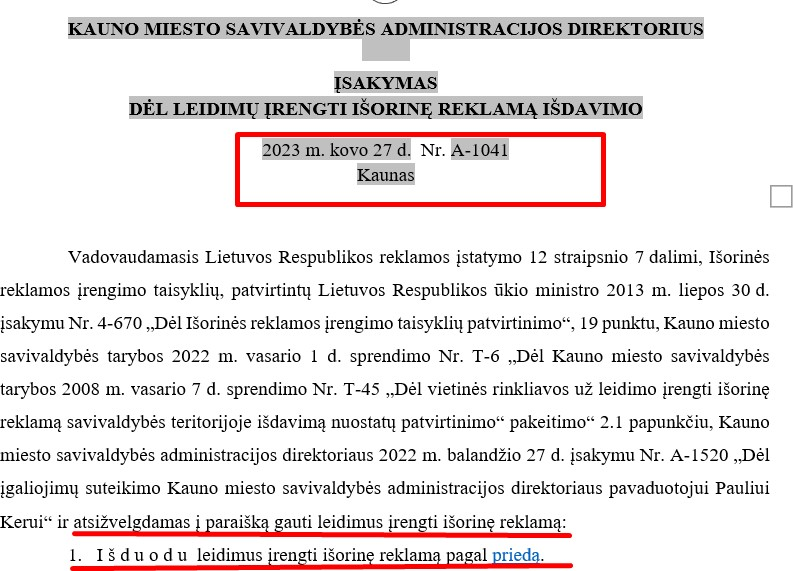 KAUNO MIESTO SAVIVALDYBĖS ADMINISTRACIJOS DIREKTORIUS
ĮSAKYMAS
DĖL LEIDIMŲ ĮRENGTI IŠORINĘ REKLAMĄ IŠDAVIMO
2023 m. kovo 27 d. Nr. A-1041
Kaunas
Vadovaudamasis Lietuvos Respublikos reklamos įstatymo 12 straipsnio 7 dalimi, Išorinės
reklamos įrengimo taisyklių, patvirtintų Lietuvos Respublikos ūkio ministro 2013 m. liepos 30 d.
įsakymu Nr. 4-670 „Dėl Išorinės reklamos įrengimo taisyklių patvirtinimo“, 19 punktu, Kauno miesto
savivaldybės tarybos 2022 m. vasario 1 d. sprendimo Nr. T-6 „Dėl Kauno miesto savivaldybės
tarybos 2008 m. vasario 7 d. sprendimo Nr. T-45 „Dėl vietinės rinkliavos už leidimo įrengti išorinę
reklamą savivaldybės teritorijoje išdavimą nuostatų patvirtinimo“ pakeitimo“ 2.1 papunkčiu, Kauno
miesto savivaldybės administracijos direktoriaus 2022 m. balandžio 27 d. įsakymu Nr. A-1520 „Dėl
įgaliojimų suteikimo Kauno miesto savivaldybės administracijos direktoriaus pavaduotojui Pauliui
Kerui“ ir atsižvelgdamas į paraišką gauti leidimus įrengti išorinę reklamą:
1. I š d u o d u leidimus įrengti išorinę reklamą pagal priedą.